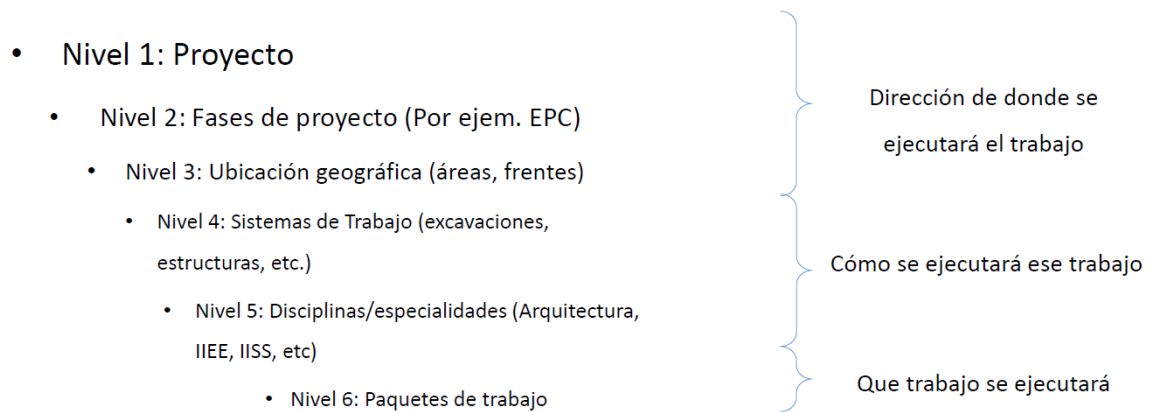 • Nivel 1: Proyecto
• Nivel 2: Fases de proyecto (Por ejem. EPC)
• Nivel 3: Ubicación geográfica (áreas, frentes)
• Nivel 4: Sistemas de Trabajo (excavaciones,
estructuras, etc.)
• Nivel 5: Disciplinas/especialidades (Arquitectura,
IIEE, IISS, etc)
• Nivel 6: Paquetes de trabajo
Dirección de donde se
ejecutará el trabajo
Cómo se ejecutará ese trabajo
Que trabajo se ejecutará